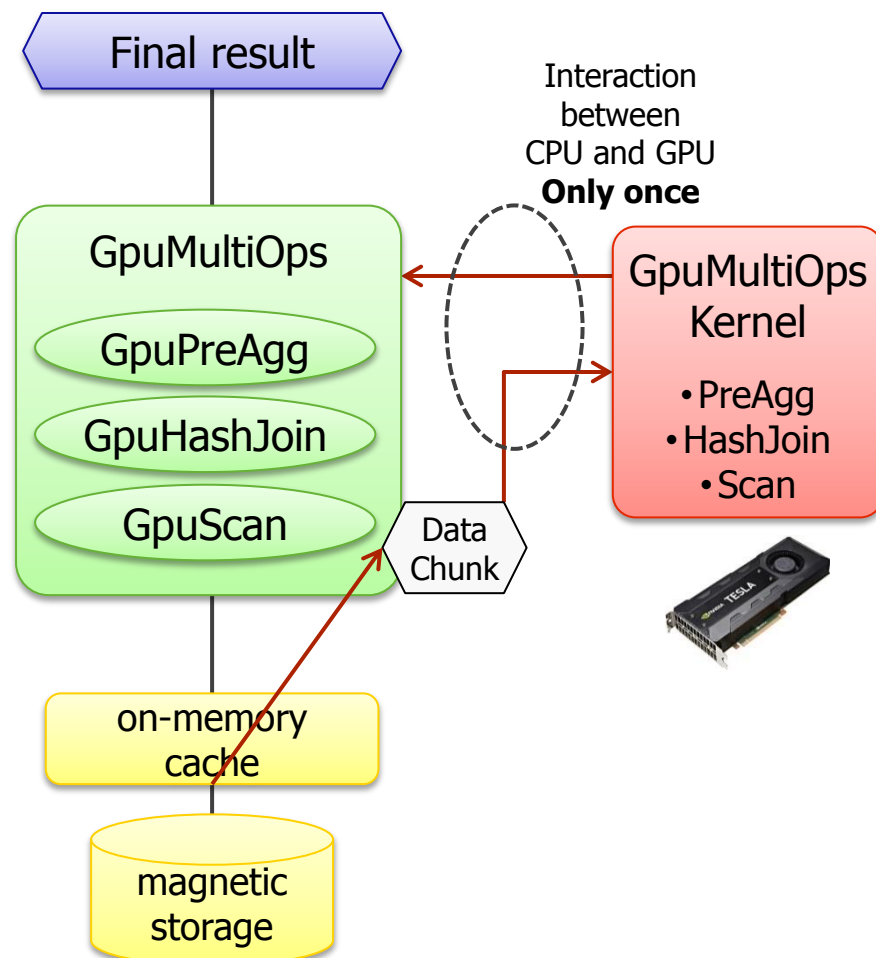 Final result
Interaction
between
CPU and GPU
Only once
GpuMultiOps
GpuPreAgg
GpuHashJoin
GpuScan
GpuMultiOps
Kernel
•PreAgg
•HashJoin
•Scan
Data
Chunk
TESLA
on-memory
cache
magnetic
storage